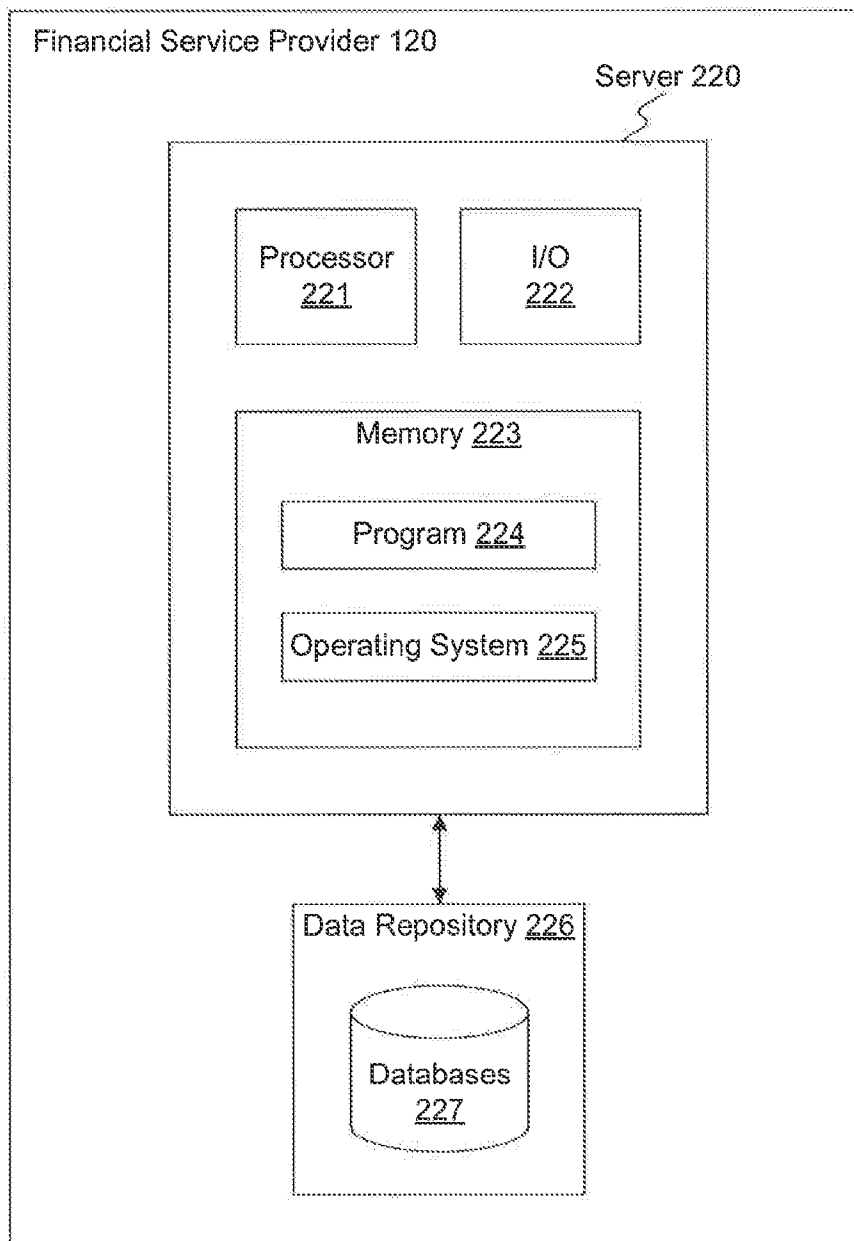 Financial Service Provider 120
Server 220
Processor
221
I/O
222
Memory 223
Program 224
Operating System 225
Data Repository 226
Databases
227